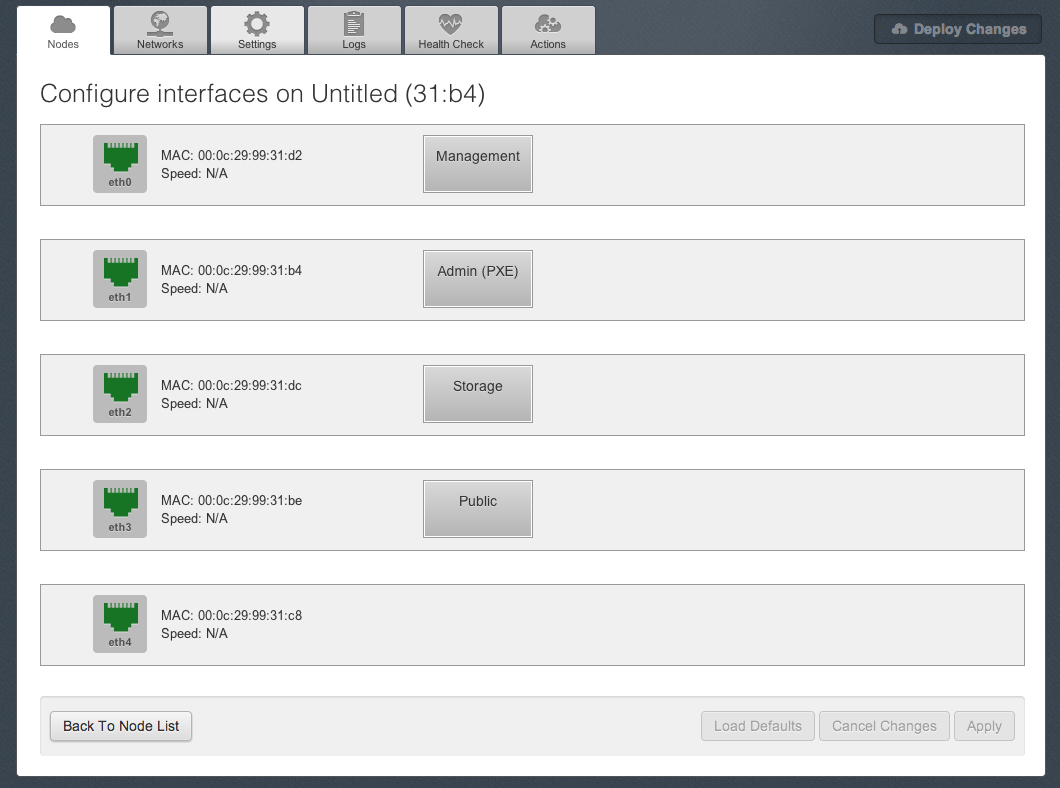 Nodes
Networks
Settings
Logs
Health Check
Actions
Deploy Changes
Configure interfaces on Untitled (31:b4)
eth0
MAC: 00:0c:29:99:31:d2
Speed: N/A
Management
eth1
MAC: 00:0c:29:99:31:b4
Speed: N/A
Admin (PXE)
eth2
MAC: 00:0c:29:99:31:dc
Speed: N/A
Storage
eth3
MAC: 00:0c:29:99:31:be
Speed: N/A
Public
eth4
MAC: 00:0c:29:99:31:c8
Speed: N/A
Back To Node List
Load Defaults
Cancel Changes
Apply